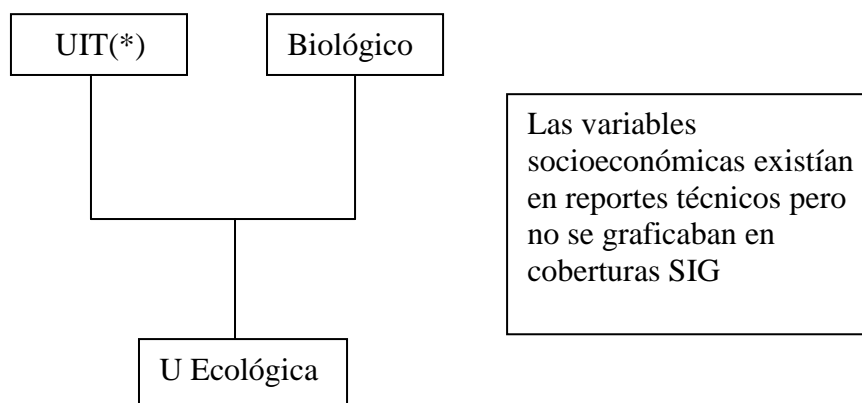 UIT(*)
Biológico
Las variables
socioeconómicas existían
en reportes técnicos pero
no se graficaban en
coberturas SIG
U Ecológica